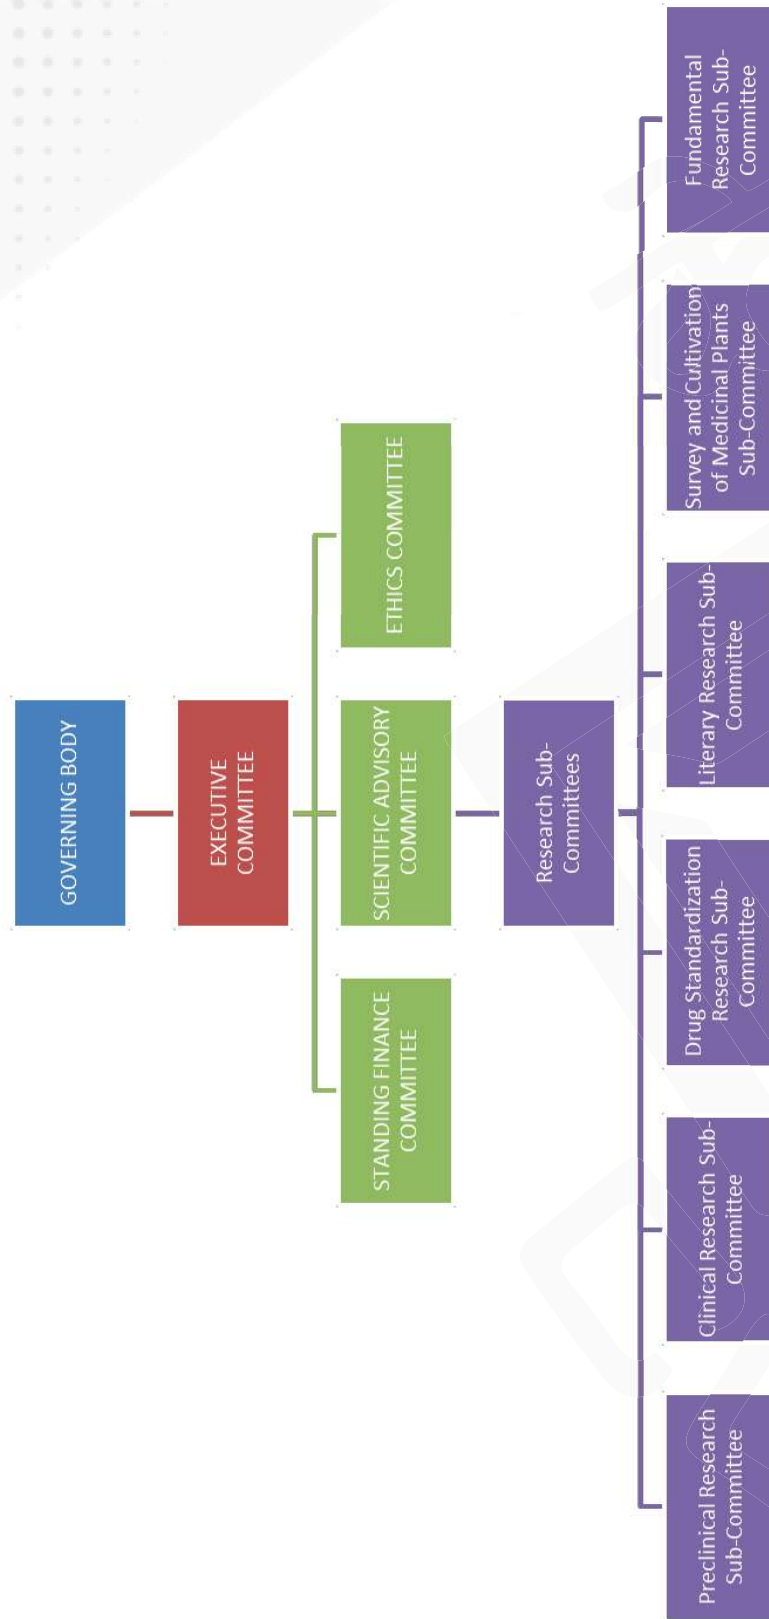 GOVERNING BODY
EXECUTIVE
COMMITTEE
STANDING FINANCE
COMMITTEE
SCIENTIFIC ADVISORY
COMMITTEE
ETHICS COMMITTEE
Research Sub-
Committees
Preclinical Research
Sub-Committee
Clinical Research Sub-
Committee
Drug Standardization
Research Sub-
Committee
Literary Research Sub-
Committee
Survey and Cultivation
of Medicinal Plants
Sub-Committee
Fundamental
Research Sub-
Committee